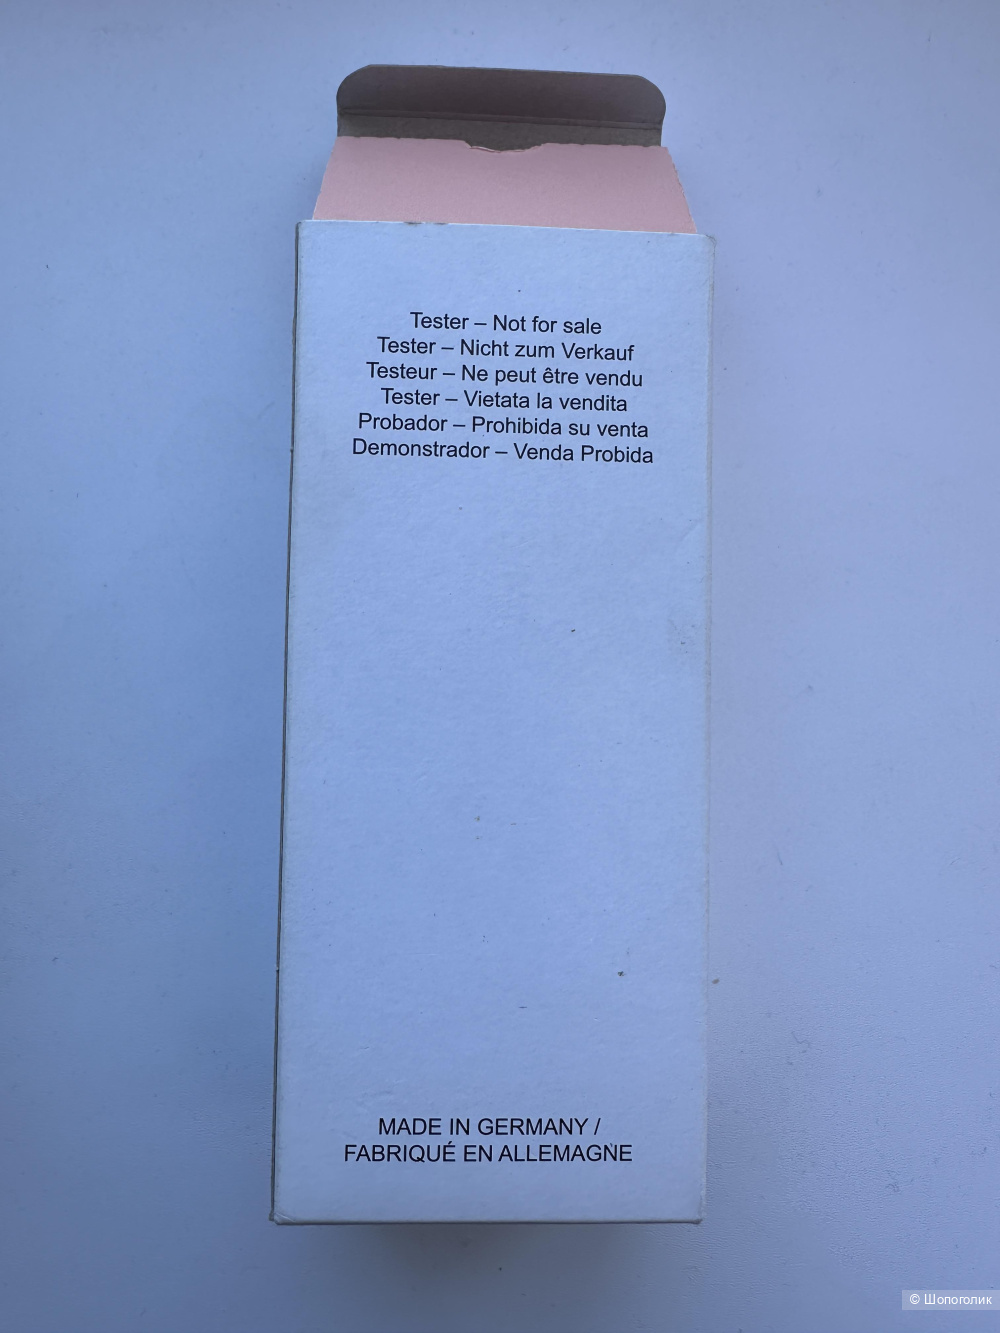 Tester – Not for sale
Tester – Nicht zum Verkauf
Testeur – Ne peut être vendu
Tester – Vietata la vendita
Probador – Prohibida su venta
Demonstrador – Venda Probida
MADE IN GERMANY /
FABRIQUÉ EN ALLEMAGNE
© Шопоголик